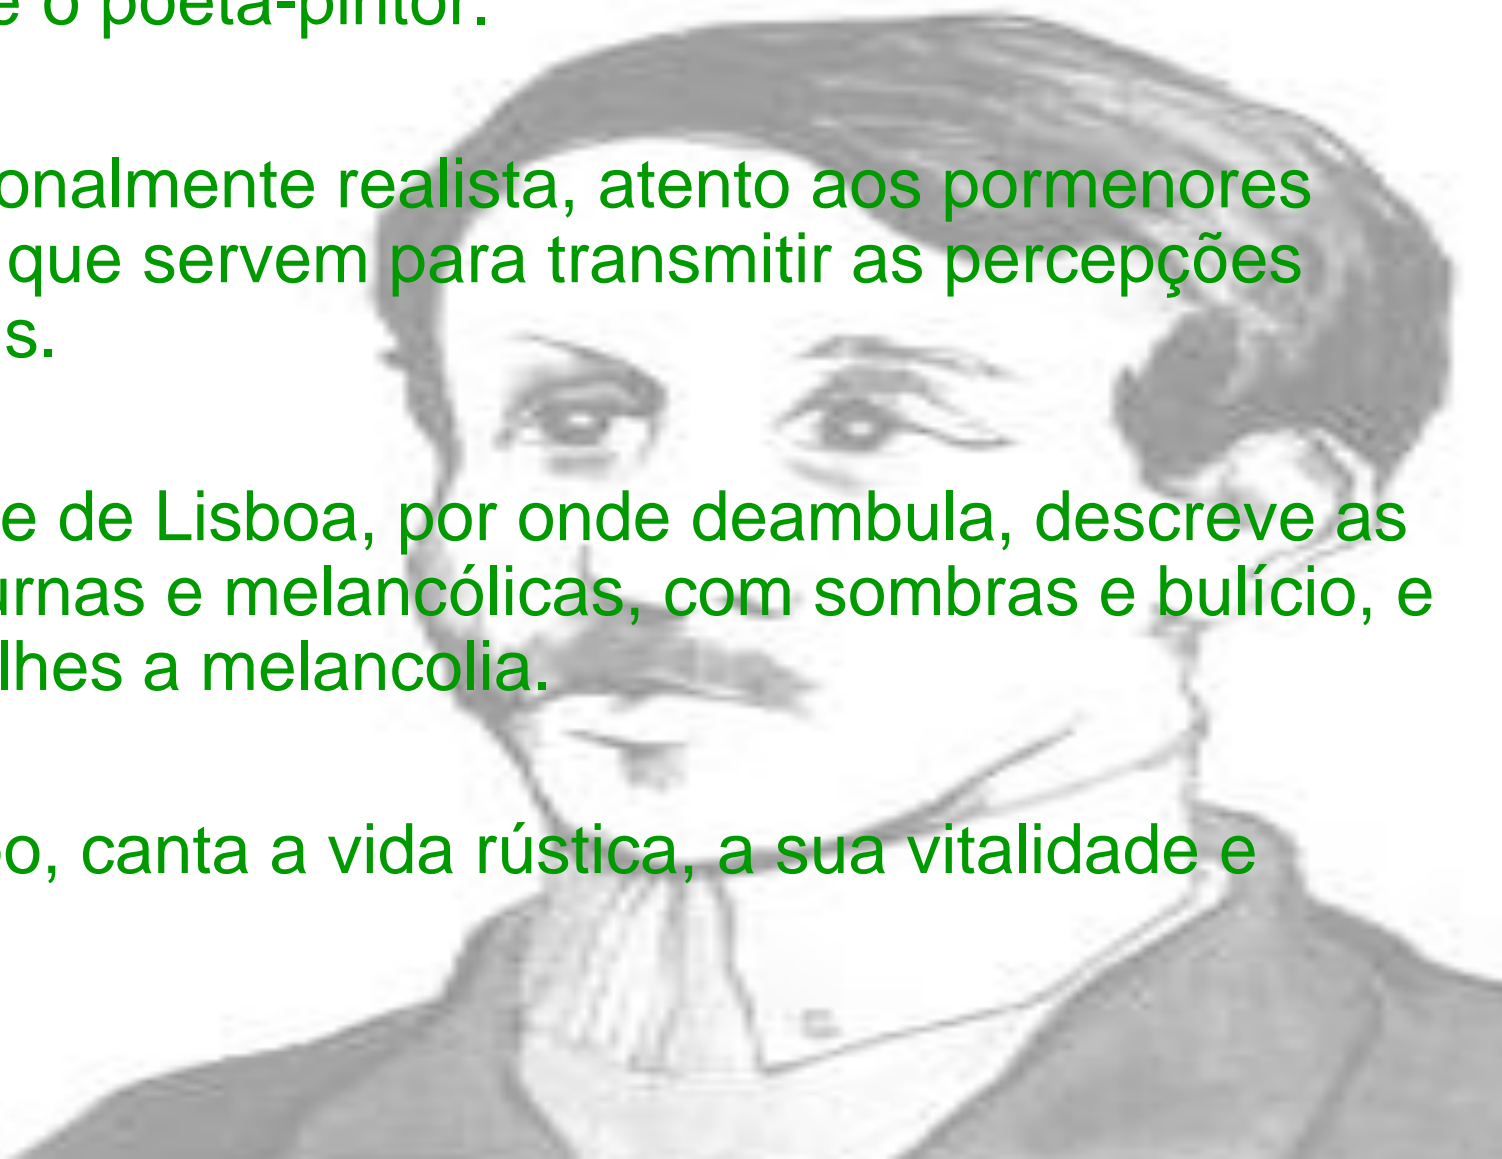 e o poeta-pintor.
onalmente realista, atento aos pormenores
que servem para transmitir as percepções
s.
e de Lisboa, por onde deambula, descreve as
urnas e melancólicas, com sombras e bulício, e
lhes a melancolia.
o, canta a vida rústica, a sua vitalidade e